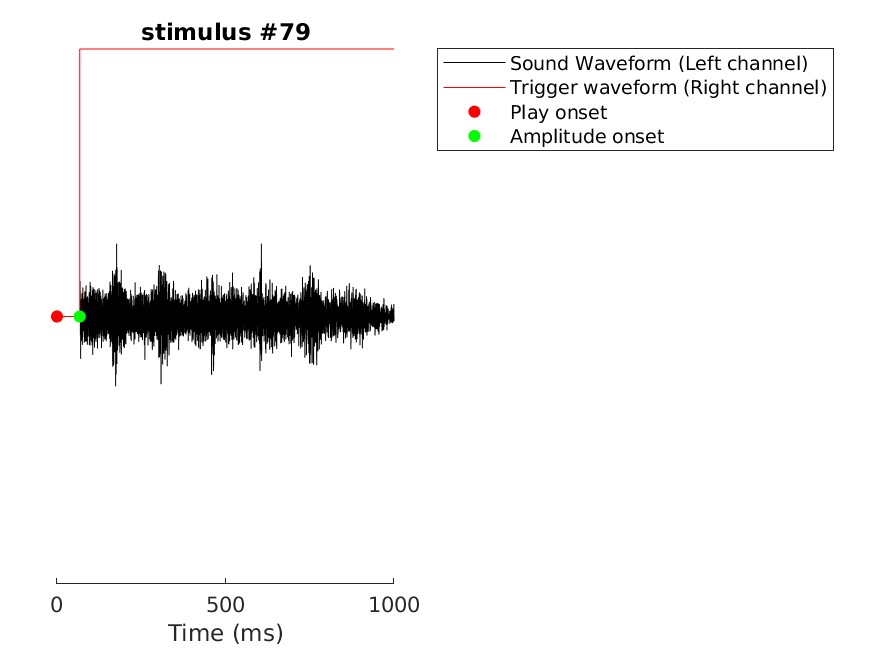 stimulus #79
Sound Waveform (Left channel)
Trigger waveform (Right channel)
Play onset
Amplitude onset
0 500 1000
Time (ms)